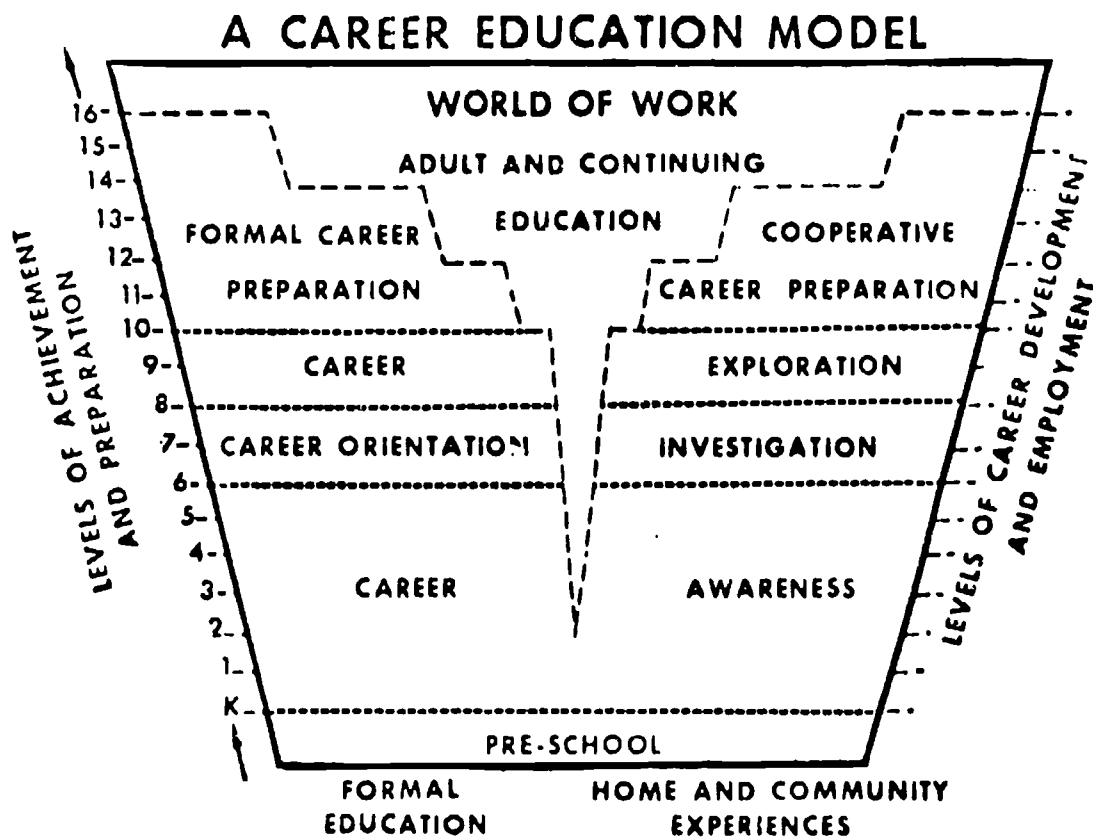 A CAREER EDUCATION MODEL
WORLD OF WORK
16-
15-
ADULT AND CONTINUING
14-
13-
EDUCATION
FORMAL CAREER
COOPERATIVE
12-
PREPARATION
CAREER PREPARATION
11-
10-
9-
CAREER
EXPLORATION
8-
7-
CAREER ORIENTATION
INVESTIGATION
6-
5-
4-
3-
CAREER
AWARENESS
2-
1-
K-
PRE-SCHOOL
FORMAL
EDUCATION
HOME AND COMMUNITY
EXPERIENCES
LEVELS OF ACHIEVEMENT
AND PREPARATION
LEVELS OF CAREER DEVELOPMENT
AND EMPLOYMENT